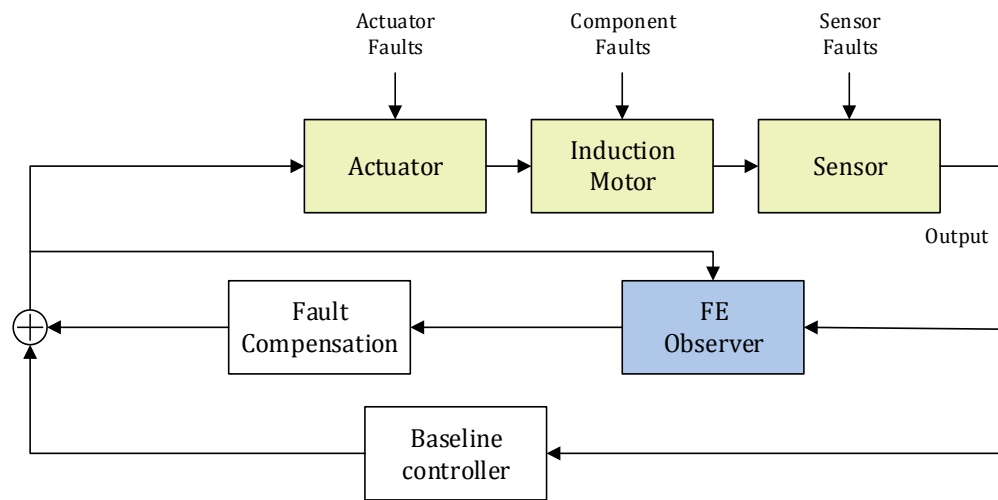 Actuator
Faults
Component
Faults
Sensor
Faults
Actuator
Induction
Motor
Sensor
Output
Fault
Compensation
FE
Observer
Baseline
controller